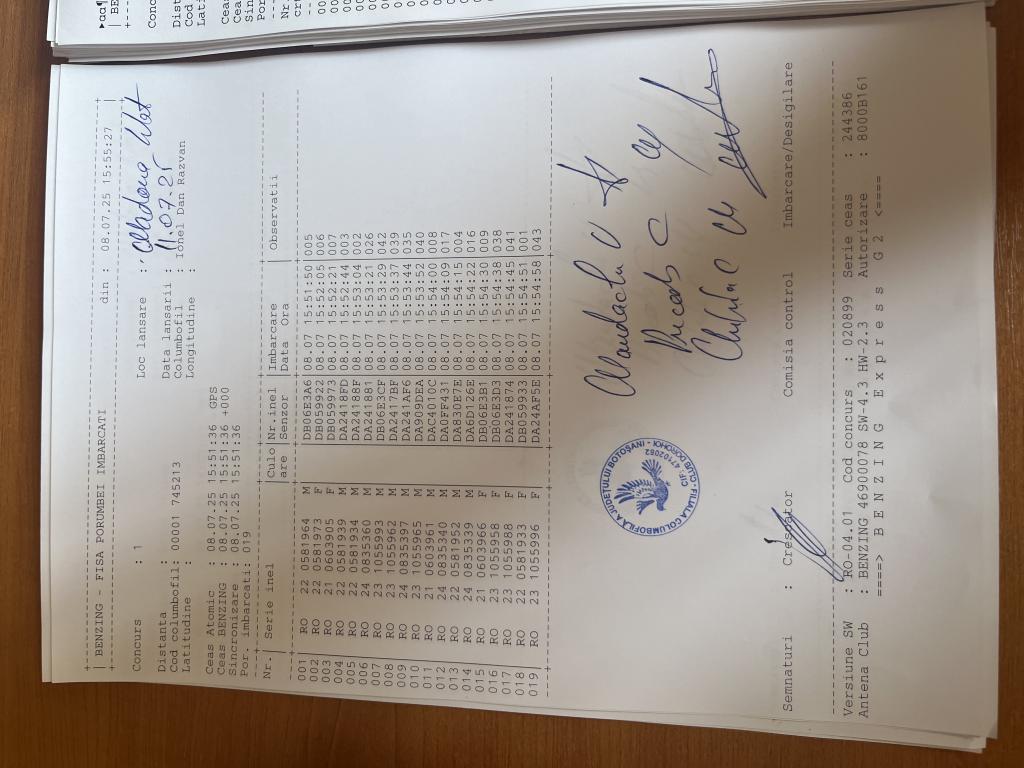 BENZING - FISA PORUMBEI IMBARCATI din : 08.07.25 15:55:27
Concurs : 1 Loc lansare :
Distanta : Data lansarii : 11.07.25
Cod columbofil: 00001 745213 Columbofil : Ionel Dan Razvan
Latitudine : Longitudine :
Ceas Atomic : 08.07.25 15:51:36 GPS
Ceas BENZING : 08.07.25 15:51:36 +000
Sincronizare : 08.07.25 15:51:36
Por. imbarcati: 019
Nr.| Serie inel |Culo|Nr.inel |Imbarcare | Observatii
are |Senzor |Data Ora
001 RO 22 0581964 M DB06E3A6 08.07 15:51:50 005
002 RO 22 0581973 F DB059922 08.07 15:52:05 006
003 RO 21 0603905 F DB059973 08.07 15:52:21 007
004 RO 22 0581939 M DA2418FD 08.07 15:52:44 003
005 RO 22 0581934 M DA24188F 08.07 15:53:04 002
006 RO 24 0835360 M DA241881 08.07 15:53:21 026
007 RO 23 1055993 M DB06E3CF 08.07 15:53:29 042
008 RO 23 1055962 M DA2417BF 08.07 15:53:37 039
009 RO 24 0835397 M DA241AF6 08.07 15:53:44 035
010 RO 23 1055965 M DA909DEA 08.07 15:53:52 040
011 RO 21 0603961 M DAC4010C 08.07 15:54:00 008
012 RO 24 0835340 M DA0FF431 08.07 15:54:09 017
013 RO 22 0581952 M DA830E7E 08.07 15:54:15 004
014 RO 24 0835339 M DA6D126E 08.07 15:54:22 016
015 RO 21 0603966 F DB06E3B1 08.07 15:54:30 009
016 RO 23 1055958 F DB06E3D3 08.07 15:54:38 038
017 RO 23 1055988 F DA241874 08.07 15:54:45 041
018 RO 22 0581933 F DB059933 08.07 15:54:51 001
019 RO 23 1055996 F DA24AF5E 08.07 15:54:58 043
FILIALA COLUMBOFILA JUDETULUI BOTOŞANI - CLUB DOROHOI
CIF: 47102082
Semnaturi : Crescator Comisia control Imbarcare/Desigilare
Versiune SW : RO-04.01 Cod concurs : 020899 Serie ceas : 244386
Antena Club : BENZING 4690078 SW-4.3 HW-2.3 Autorizare : 8000B161
====> B E N Z I N G E x p r e s s G 2 <====